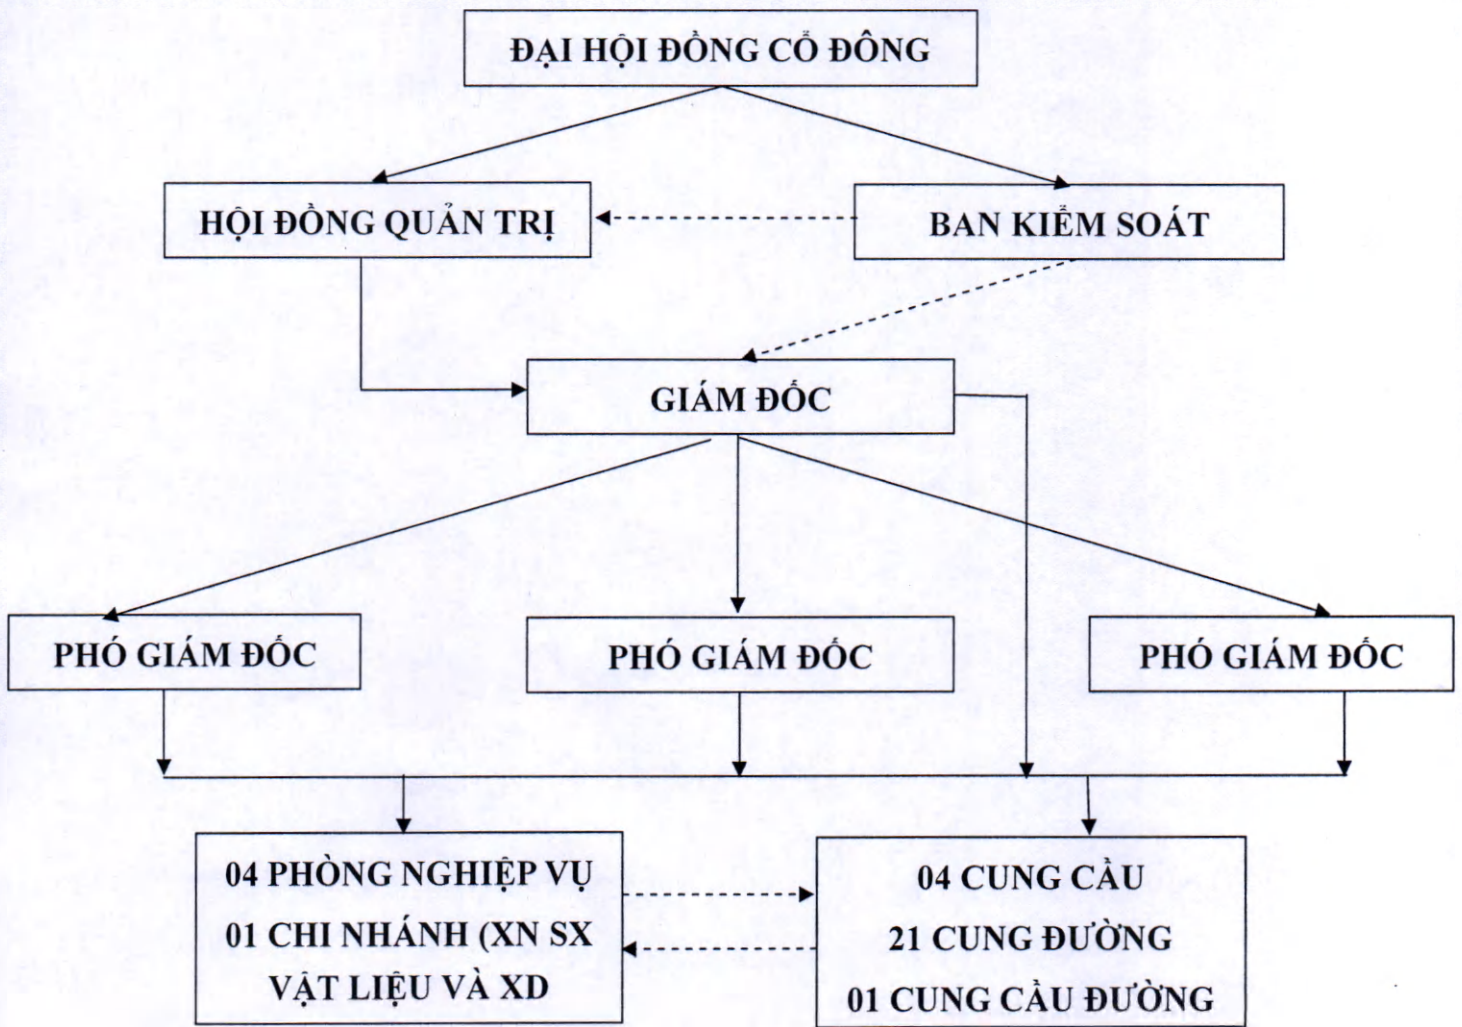 ĐẠI HỘI ĐỒNG CỔ ĐÔNG
HỘI ĐỒNG QUẢN TRỊ
BAN KIỂM SOÁT
GIÁM ĐỐC
PHÓ GIÁM ĐỐC
PHÓ GIÁM ĐỐC
PHÓ GIÁM ĐỐC
04 PHÒNG NGHIỆP VỤ
01 CHI NHÁNH (XN SX
VẬT LIỆU VÀ XD
04 CUNG CẦU
21 CUNG ĐƯỜNG
01 CUNG CẦU ĐƯỜNG